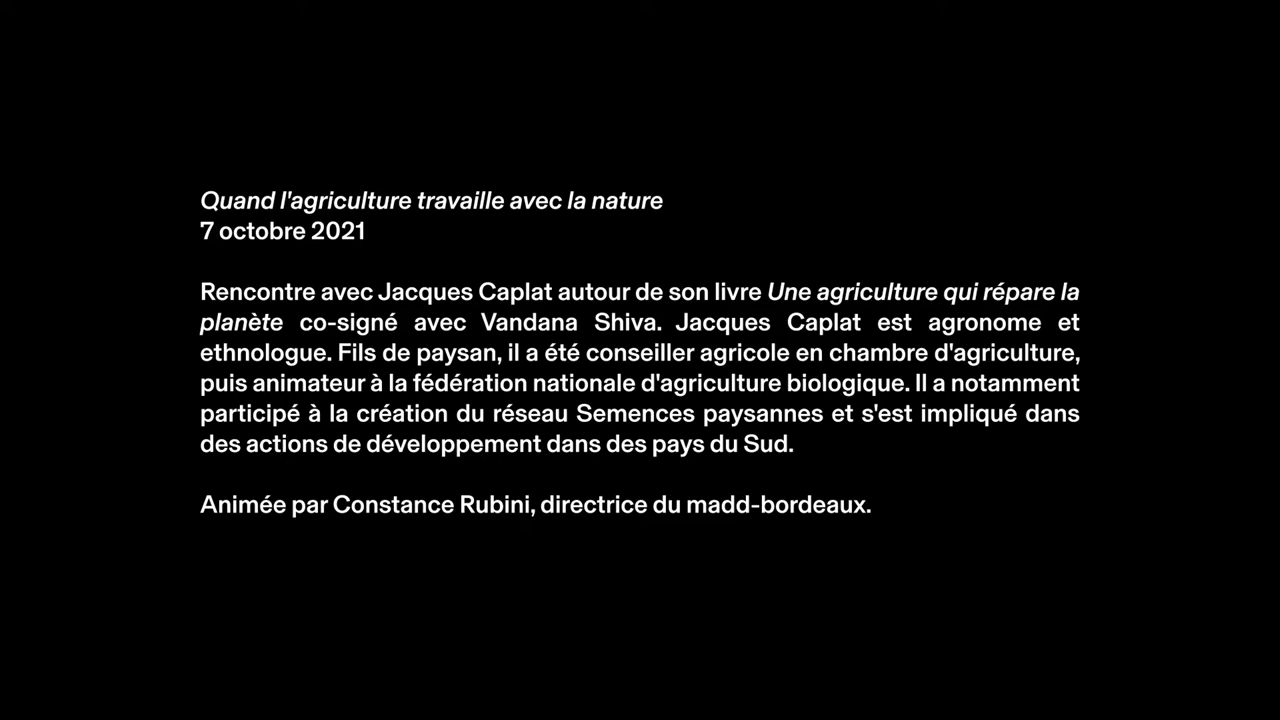 Quand l'agriculture travaille avec la nature
7 octobre 2021
Rencontre avec Jacques Caplat autour de son livre Une agriculture qui répare la
planète co-signé avec Vandana Shiva. Jacques Caplat est agronome et
ethnologue. Fils de paysan, il a été conseiller agricole en chambre d'agriculture,
puis animateur à la fédération nationale d'agriculture biologique. Il a notamment
participé à la création du réseau Semences paysannes et s'est impliqué dans
des actions de développement dans des pays du Sud.
Animée par Constance Rubini, directrice du madd-bordeaux.